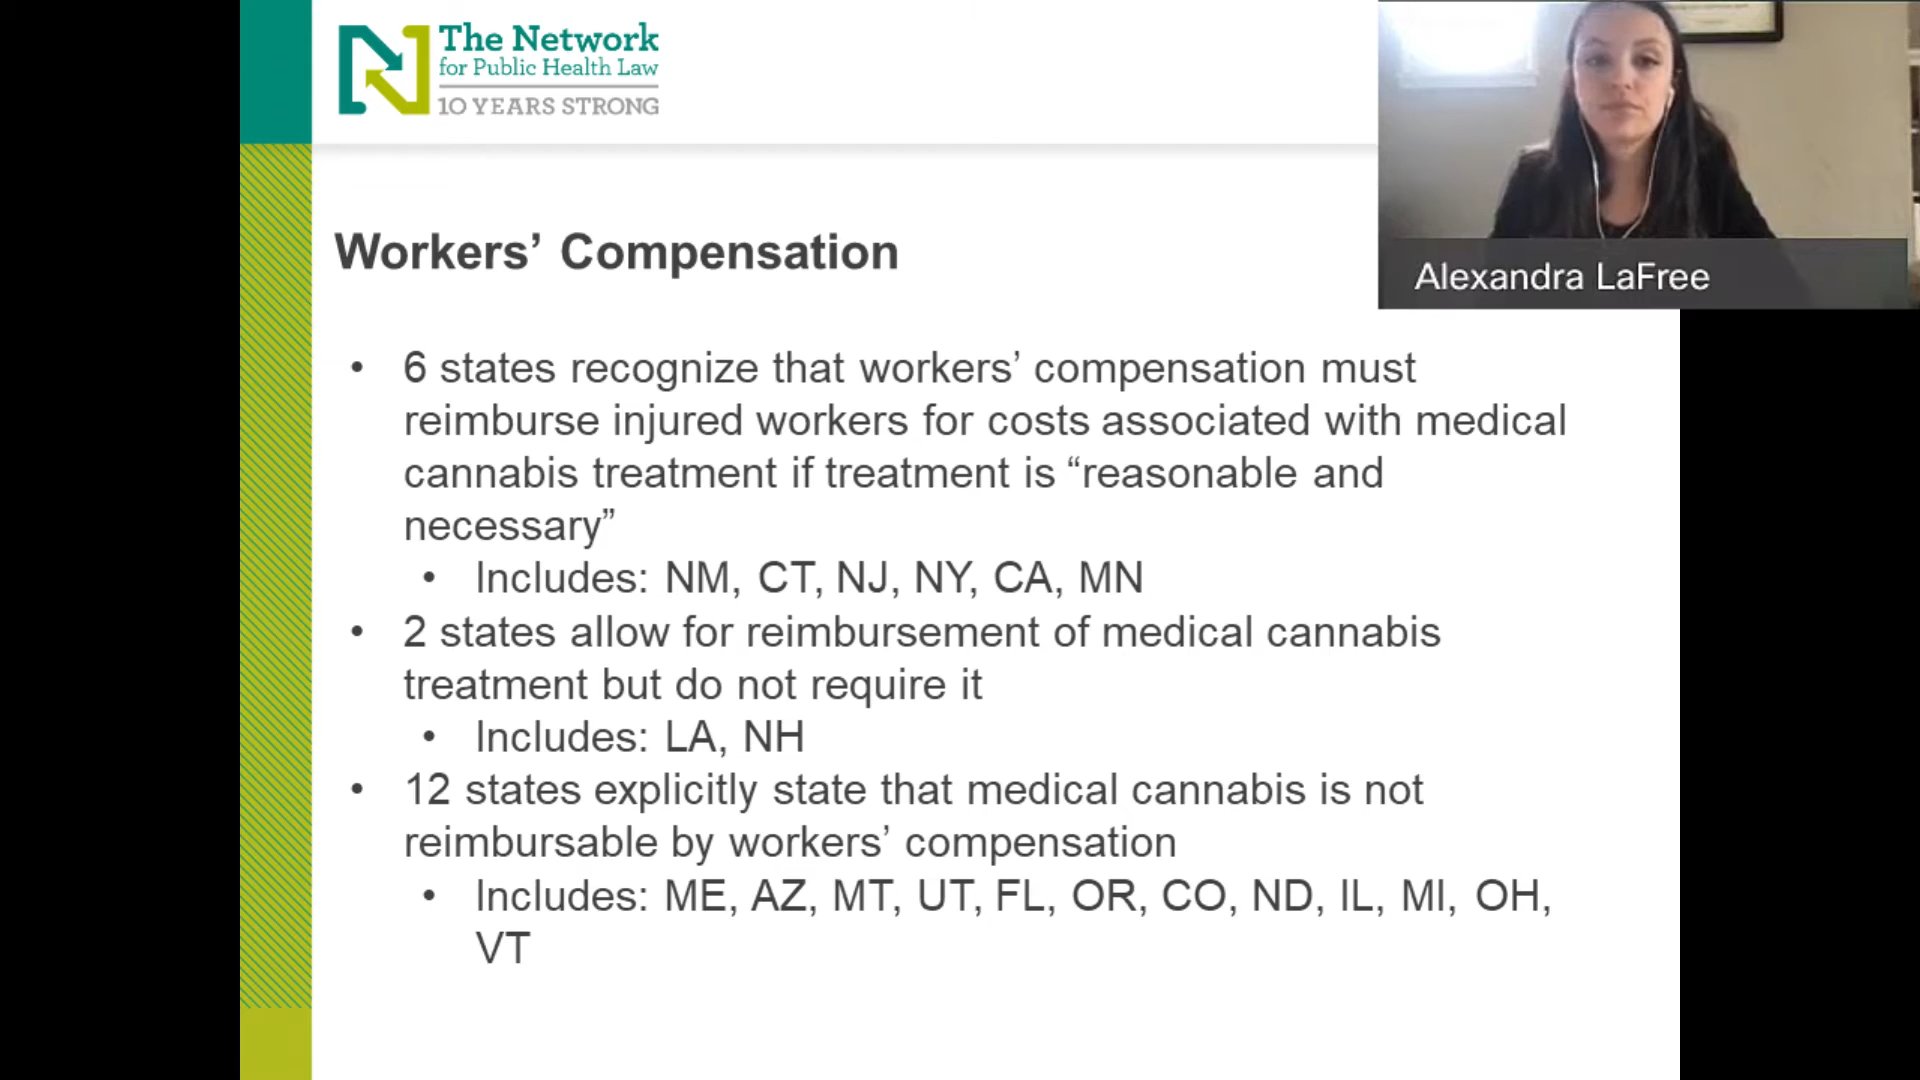 The Network
for Public Health Law
10 YEARS STRONG
Alexandra LaFree
Workers’ Compensation
• 6 states recognize that workers’ compensation must
reimburse injured workers for costs associated with medical
cannabis treatment if treatment is “reasonable and
necessary”
• Includes: NM, CT, NJ, NY, CA, MN
• 2 states allow for reimbursement of medical cannabis
treatment but do not require it
• Includes: LA, NH
• 12 states explicitly state that medical cannabis is not
reimbursable by workers’ compensation
• Includes: ME, AZ, MT, UT, FL, OR, CO, ND, IL, MI, OH,
VT